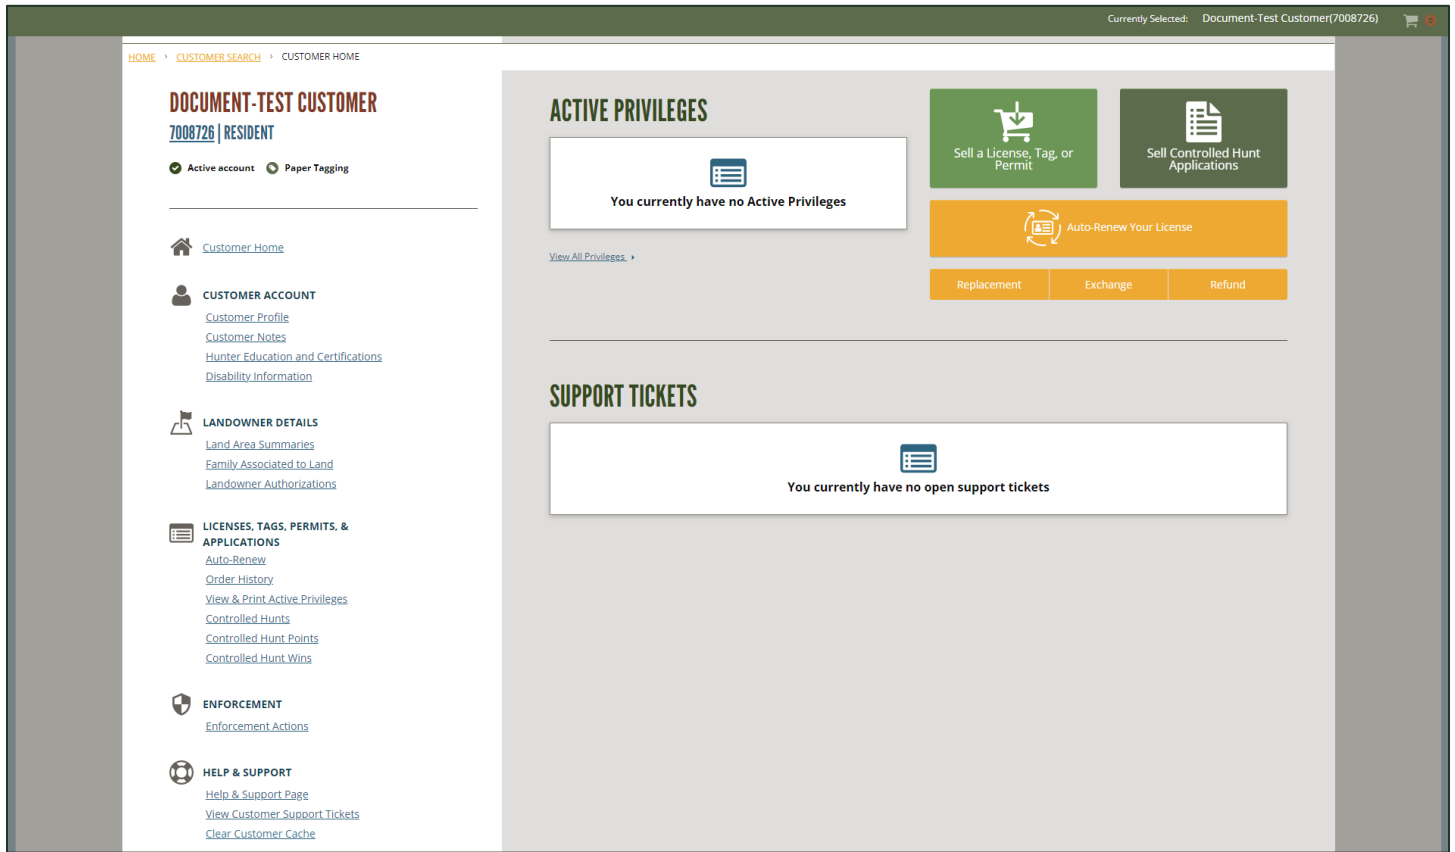 Currently Selected: Document-Test Customer(7008726) 0
HOME › CUSTOMER SEARCH › CUSTOMER HOME
DOCUMENT-TEST CUSTOMER
7008726 | RESIDENT
Active account Paper Tagging
Customer Home
CUSTOMER ACCOUNT
Customer Profile
Customer Notes
Hunter Education and Certifications
Disability Information
LANDOWNER DETAILS
Land Area Summaries
Family Associated to Land
Landowner Authorizations
LICENSES, TAGS, PERMITS, &
APPLICATIONS
Auto-Renew
Order History
View & Print Active Privileges
Controlled Hunts
Controlled Hunt Points
Controlled Hunt Wins
ENFORCEMENT
Enforcement Actions
HELP & SUPPORT
Help & Support Page
View Customer Support Tickets
Clear Customer Cache
ACTIVE PRIVILEGES
You currently have no Active Privileges
View All Privileges
Sell a License, Tag, or
Permit
Sell Controlled Hunt
Applications
Auto-Renew Your License
Replacement Exchange Refund
SUPPORT TICKETS
You currently have no open support tickets